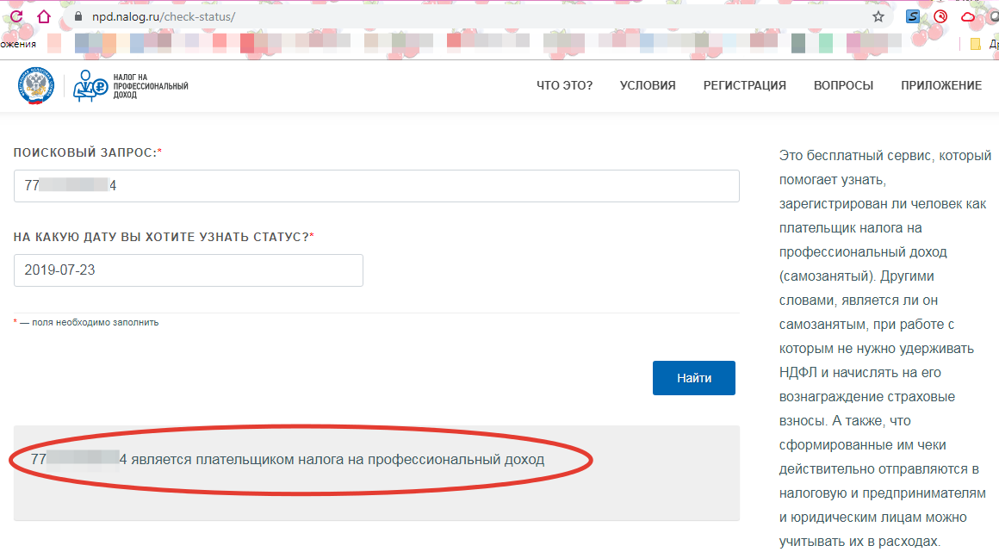 npd.nalog.ru/check-status/
ожения
НАЛОГ НА
ПРОФЕССИОНАЛЬНЫЙ
ДОХОД
ЧТО ЭТО?
УСЛОВИЯ
РЕГИСТРАЦИЯ
ВОПРОСЫ
ПРИЛОЖЕНИЕ
ПОИСКОВЫЙ ЗАПРОС:*
77 4
НА КАКУЮ ДАТУ ВЫ ХОТИТЕ УЗНАТЬ СТАТУС?*
2019-07-23
* — поля необходимо заполнить
Найти
77 4 является плательщиком налога на профессиональный доход
Это бесплатный сервис, который
помогает узнать,
зарегистрирован ли человек как
плательщик налога на
профессиональный доход
(самозанятый). Другими
словами, является ли он
самозанятым, при работе с
которым не нужно удерживать
НДФЛ и начислять на его
вознаграждение страховые
взносы. А также, что
сформированные им чеки
действительно отправляются в
налоговую и предпринимателям
и юридическим лицам можно
учитывать их в расходах.